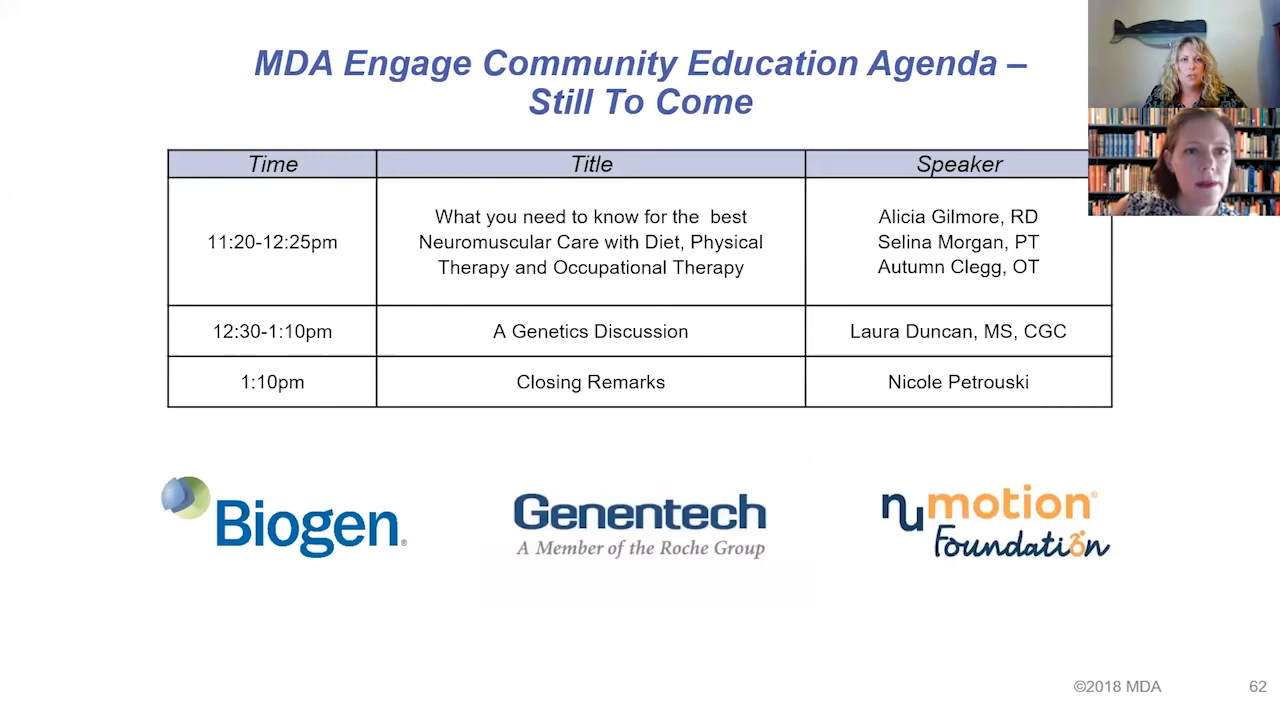 MDA Engage Community Education Agenda –
Still To Come
Time Title Speaker
11:20-12:25pm
What you need to know for the best
Neuromuscular Care with Diet, Physical
Therapy and Occupational Therapy
Alicia Gilmore, RD
Selina Morgan, PT
Autumn Clegg, OT
12:30-1:10pm A Genetics Discussion Laura Duncan, MS, CGC
1:10pm Closing Remarks Nicole Petrouski
Biogen®
Genentech
A Member of the Roche Group
numotion®
Foundation
©2018 MDA 62